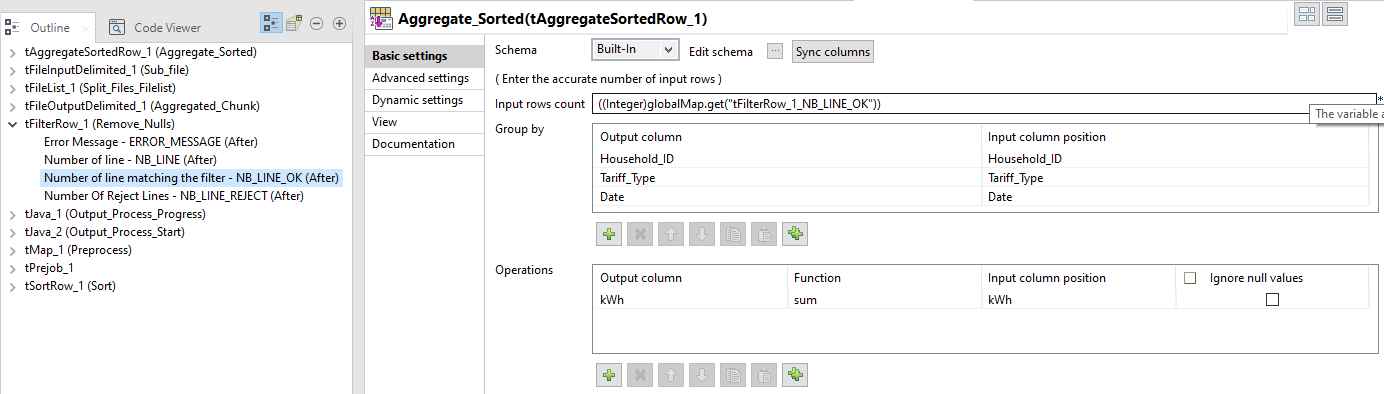 Outline
Code Viewer
tAggregateSortedRow_1 (Aggregate_Sorted)
tFileInputDelimited_1 (Sub_file)
tFileList_1 (Split_Files_Filelist)
tFileOutputDelimited_1 (Aggregated_Chunk)
tFilterRow_1 (Remove_Nulls)
Error Message - ERROR_MESSAGE (After)
Number of line - NB_LINE (After)
Number of line matching the filter - NB_LINE_OK (After)
Number Of Reject Lines - NB_LINE_REJECT (After)
tJava_1 (Output_Process_Progress)
tJava_2 (Output_Process_Start)
tMap_1 (Preprocess)
tPrejob_1
tSortRow_1 (Sort)
Aggregate_Sorted(tAggregateSortedRow_1)
Basic settings
Advanced settings
Dynamic settings
View
Documentation
Schema Built-In Edit schema ... Sync columns
( Enter the accurate number of input rows )
Input rows count ((Integer)globalMap.get("tFilterRow_1_NB_LINE_OK")) *
The variable a
Group by
Output column Input column position
Household_ID Household_ID
Tariff_Type Tariff_Type
Date Date
Operations
Output column Function Input column position Ignore null values
kWh sum kWh